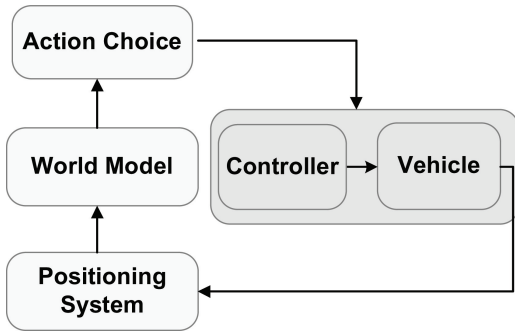 Action Choice
World Model
Controller
Vehicle
Positioning
System